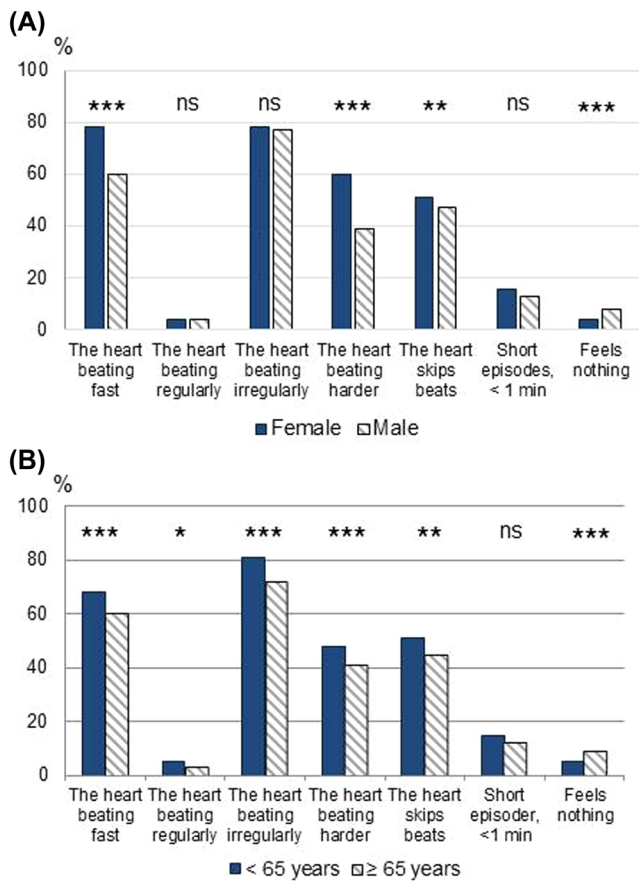 (A)
%
100
*** ns ns *** ** ns ***
80
60
40
20
0
The heart The heart The heart The heart The heart Short Feels
beating beating beating beating skips episodes, nothing
fast regularly irregularly harder beats < 1 min
Female Male
(B)
%
100
*** * *** *** ** ns ***
80
60
40
20
0
The heart The heart The heart The heart The heart Short Feels
beating beating beating beating skips episoder, nothing
fast regularly irregularly harder beats <1 min
< 65 years ≥ 65 years